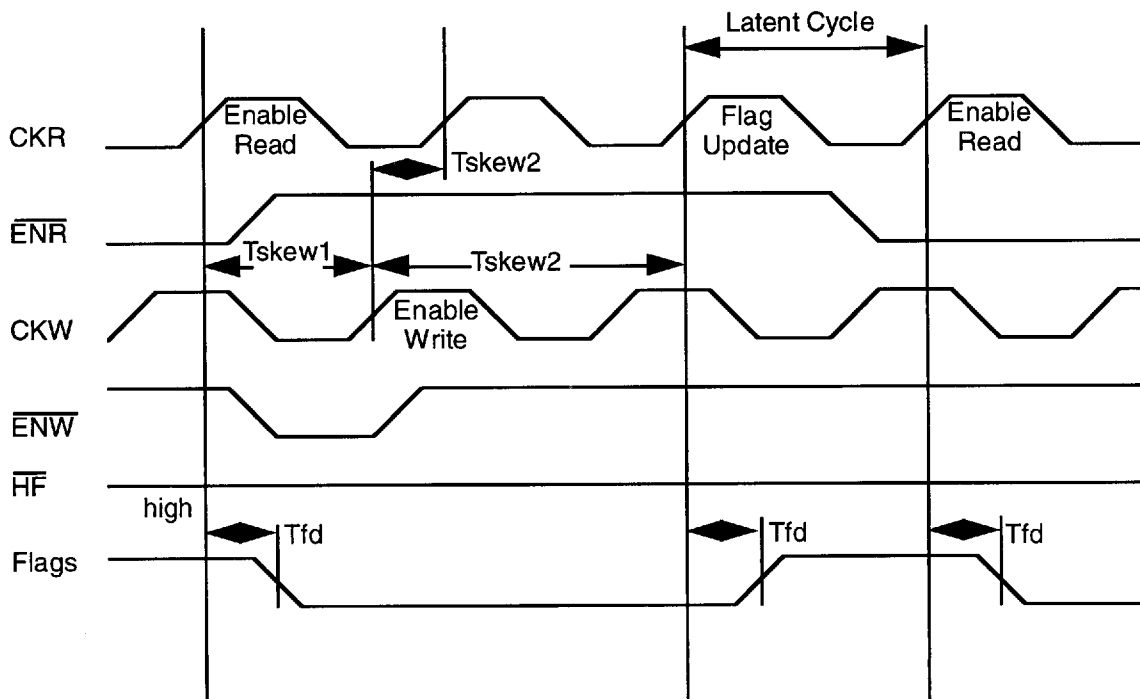 Latent Cycle
CKR
Enable
Read
Flag
Update
Enable
Read
Tskew2
ENR
Tskew1
Tskew2
CKW
Enable
Write
ENW
HF
high
Tfd
Tfd
Tfd
Flags